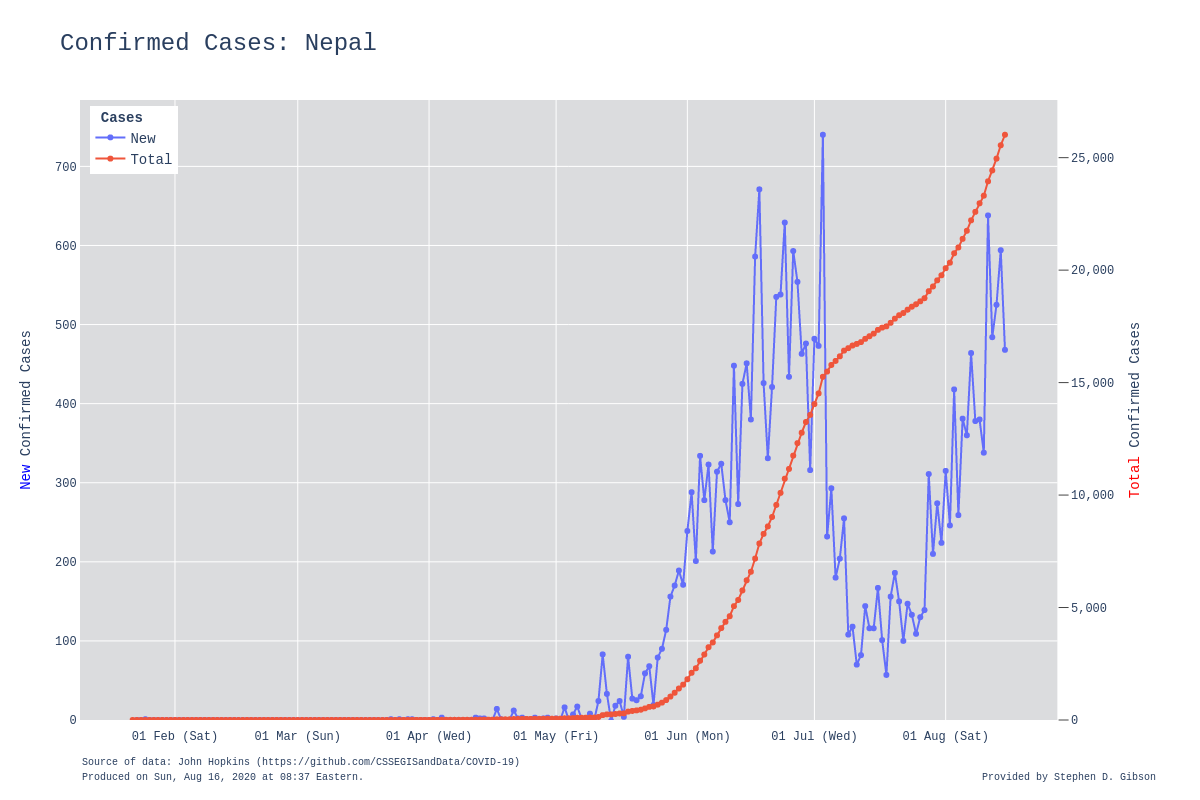 Confirmed Cases: Nepal
Cases
New
Total
700
600
500
400
300
200
100
0
New Confirmed Cases
25,000
20,000
15,000
10,000
5,000
0
Total Confirmed Cases
01 Feb (Sat) 01 Mar (Sun) 01 Apr (Wed) 01 May (Fri) 01 Jun (Mon) 01 Jul (Wed) 01 Aug (Sat)
Source of data: John Hopkins (https://github.com/CSSEGISandData/COVID-19)
Produced on Sun, Aug 16, 2020 at 08:37 Eastern.
Provided by Stephen D. Gibson